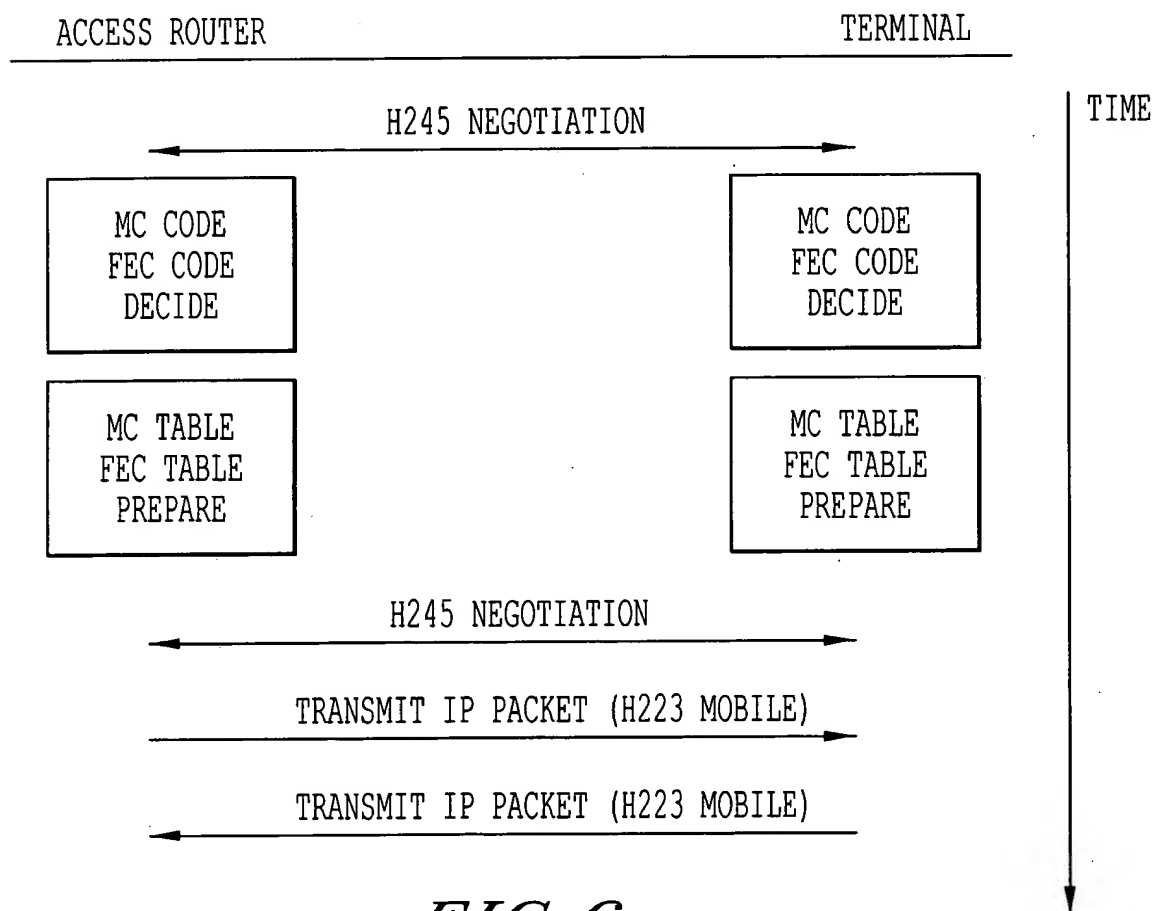 ACCESS ROUTER
TERMINAL
TIME
H245 NEGOTIATION
MC CODE
FEC CODE
DECIDE
MC CODE
FEC CODE
DECIDE
MC TABLE
FEC TABLE
PREPARE
MC TABLE
FEC TABLE
PREPARE
H245 NEGOTIATION
TRANSMIT IP PACKET (H223 MOBILE)
TRANSMIT IP PACKET (H223 MOBILE)
FIG. 6